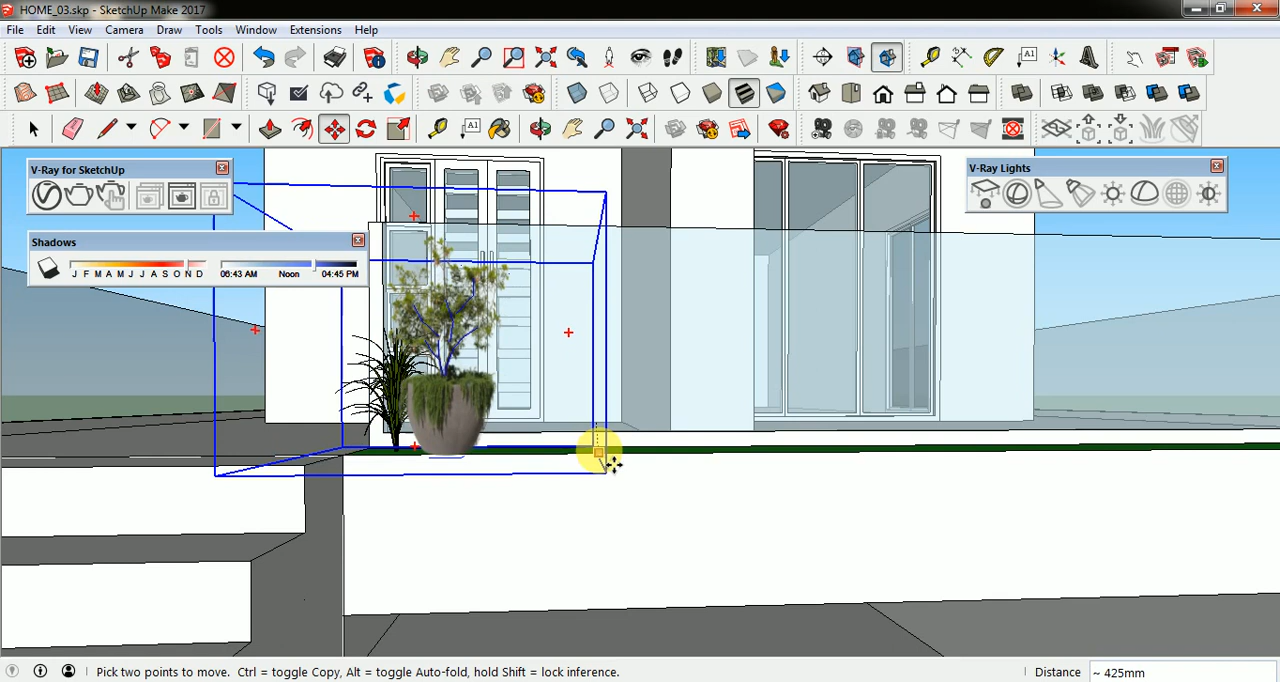 HOME_03.skp - SketchUp Make 2017
File Edit View Camera Draw Tools Window Extensions Help
A1
A1
V-Ray for SketchUp
V-Ray Lights
Shadows
J F M A M J J A S O N D
06:43 AM Noon 04:45 PM
Pick two points to move. Ctrl = toggle Copy, Alt = toggle Auto-fold, hold Shift = lock inference.
Distance ~ 425mm